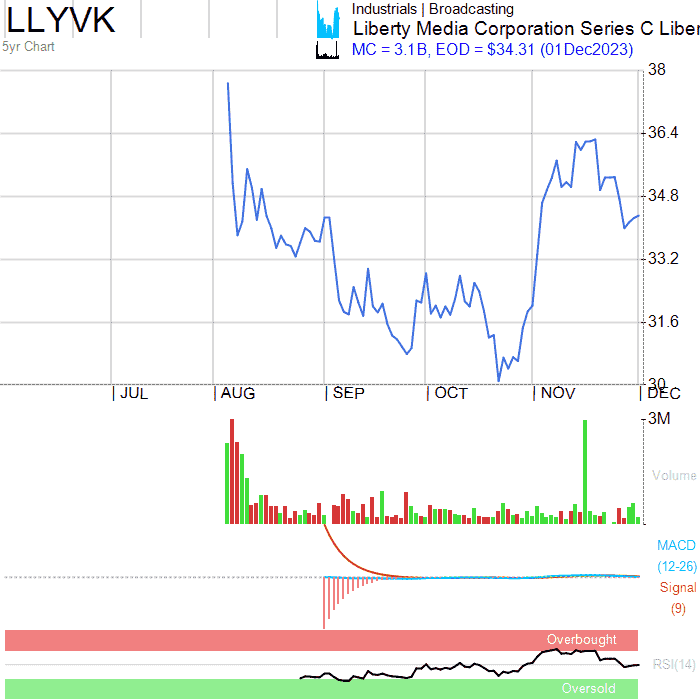 LLYVK
5yr Chart
Industrials | Broadcasting
Liberty Media Corporation Series C Liber
MC = 3.1B, EOD = $34.31 (01Dec2023)
38
36.4
34.8
33.2
31.6
30
JUL AUG SEP OCT NOV DEC
3M
Volume
MACD
(12-26)
Signal
(9)
Overbought
RSI(14)
Oversold